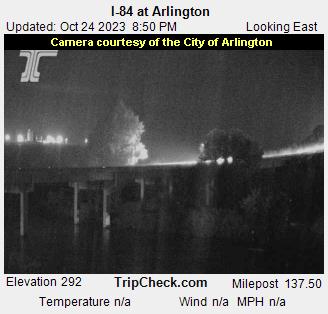 I-84 at Arlington
Updated: Oct 24 2023 8:50 PM Looking East
Camera courtesy of the City of Arlington
Elevation 292 TripCheck.com Milepost 137.50
Temperature n/a Wind n/a MPH n/a